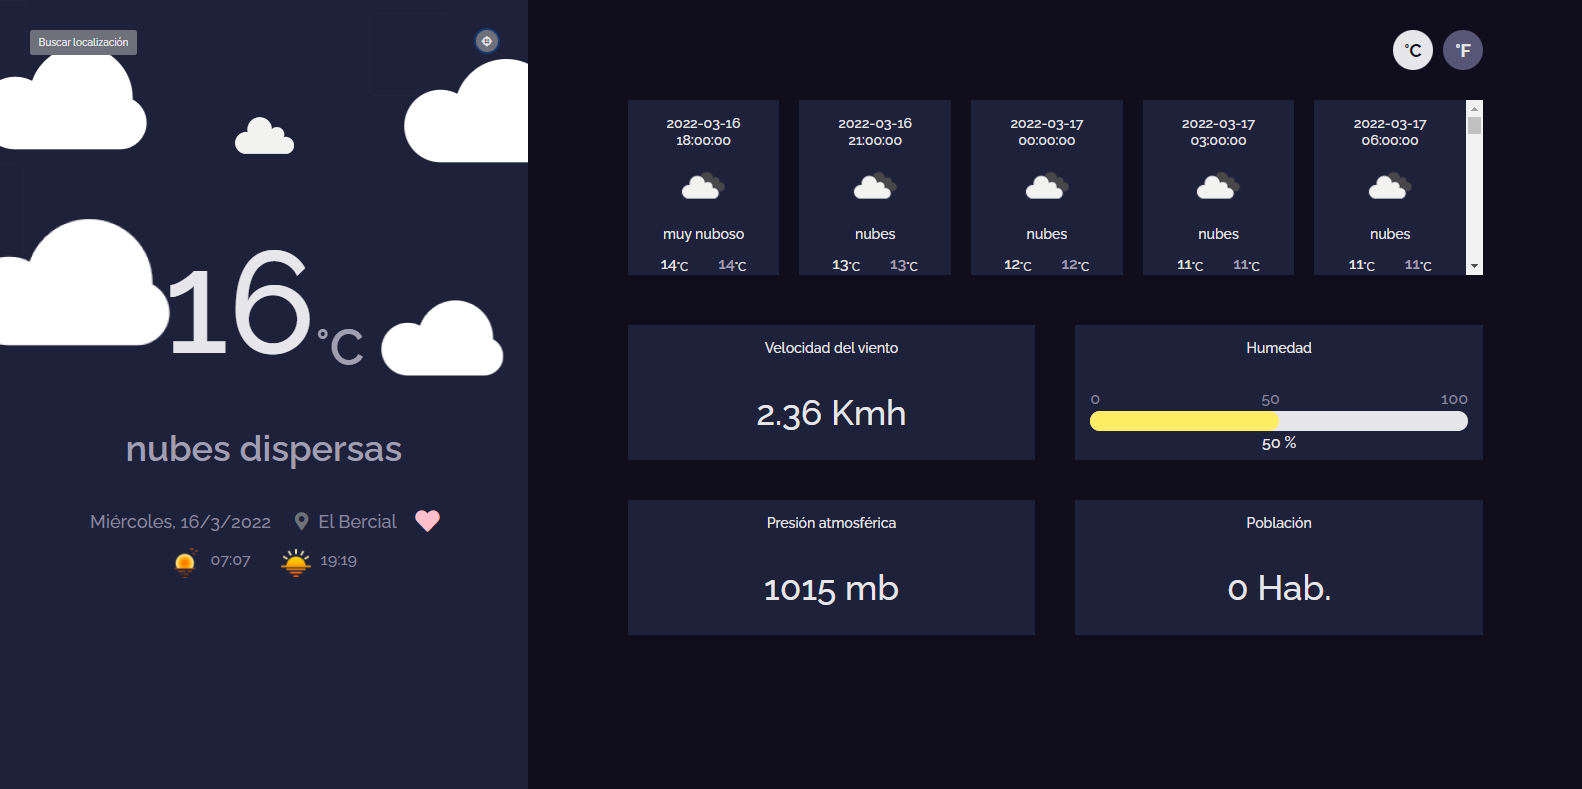 Buscar localización
16 °C
nubes dispersas
Miércoles, 16/3/2022 El Bercial
07:07 19:19
°C °F
2022-03-16
18:00:00
muy nuboso
14°C 14°C
2022-03-16
21:00:00
nubes
13°C 13°C
2022-03-17
00:00:00
nubes
12°C 12°C
2022-03-17
03:00:00
nubes
11°C 11°C
2022-03-17
06:00:00
nubes
11°C 11°C
Velocidad del viento
2.36 Kmh
Humedad
0 50 100
50 %
Presión atmosférica
1015 mb
Población
0 Hab.